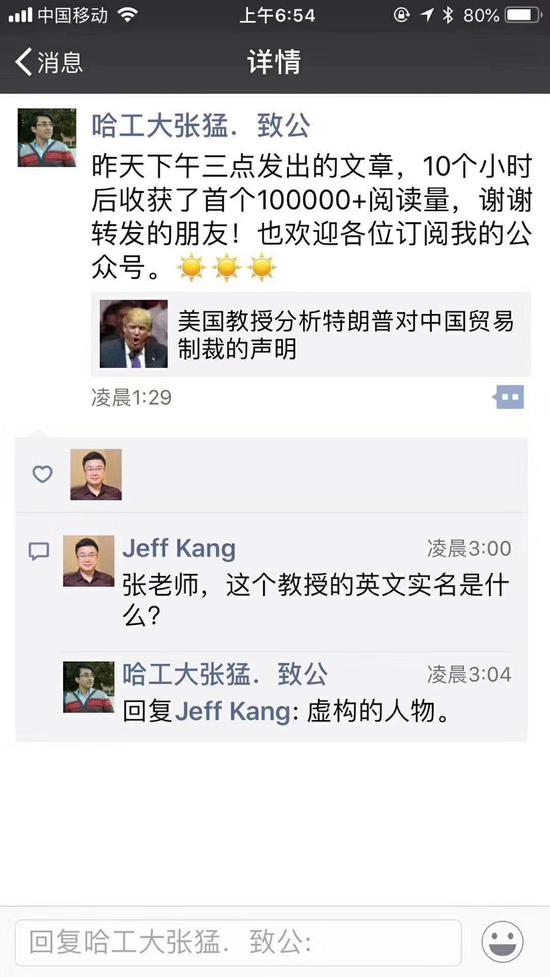 中国移动 上午6:54 80%
消息 详情
哈工大张猛．致公
昨天下午三点发出的文章，10个小时
后收获了首个100000+阅读量，谢谢
转发的朋友！也欢迎各位订阅我的公
众号。
美国教授分析特朗普对中国贸易
制裁的声明
凌晨1:29
Jeff Kang 凌晨3:00
张老师，这个教授的英文实名是什
么？
哈工大张猛．致公 凌晨3:04
回复Jeff Kang: 虚构的人物。
回复哈工大张猛．致公: